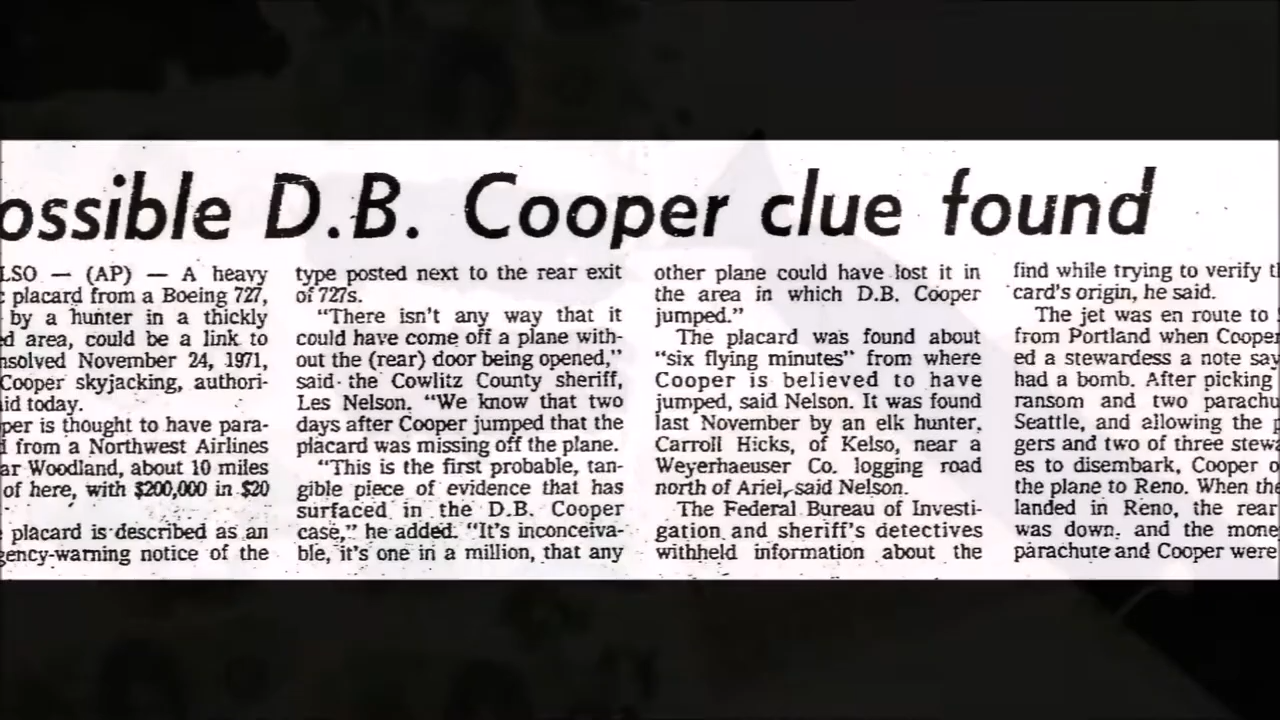 ossible D.B. Cooper clue found
LSO — (AP) — A heavy
placard from a Boeing 727,
by a hunter in a thickly
d area, could be a link to
nsolved November 24, 1971,
Cooper skyjacking, authori-
id today.
per is thought to have para-
d from a Northwest Airlines
ar Woodland, about 10 miles
of here, with $200,000 in $20
placard is described as an
gency-warning notice of the
type posted next to the rear exit
of 727s.
"There isn't any way that it
could have come off a plane with-
out the (rear) door being opened,"
said the Cowlitz County sheriff,
Les Nelson. "We know that two
days after Cooper jumped that the
placard was missing off the plane.
"This is the first probable, tan-
gible piece of evidence that has
surfaced in the D.B. Cooper
case," he added. "It's inconceiva-
ble, it's one in a million, that any
other plane could have lost it in
the area in which D.B. Cooper
jumped."
The placard was found about
"six flying minutes" from where
Cooper is believed to have
jumped, said Nelson. It was found
last November by an elk hunter,
Carroll Hicks, of Kelso, near a
Weyerhaeuser Co. logging road
north of Ariel, said Nelson.
The Federal Bureau of Investi-
gation and sheriff's detectives
withheld information about the
find while trying to verify t
card's origin, he said.
The jet was en route to
from Portland when Cooper
ed a stewardess a note say
had a bomb. After picking
ransom and two parachu
Seattle, and allowing the p
gers and two of three stewa
es to disembark, Cooper o
the plane to Reno. When the
landed in Reno, the rear
was down, and the mone
parachute and Cooper were